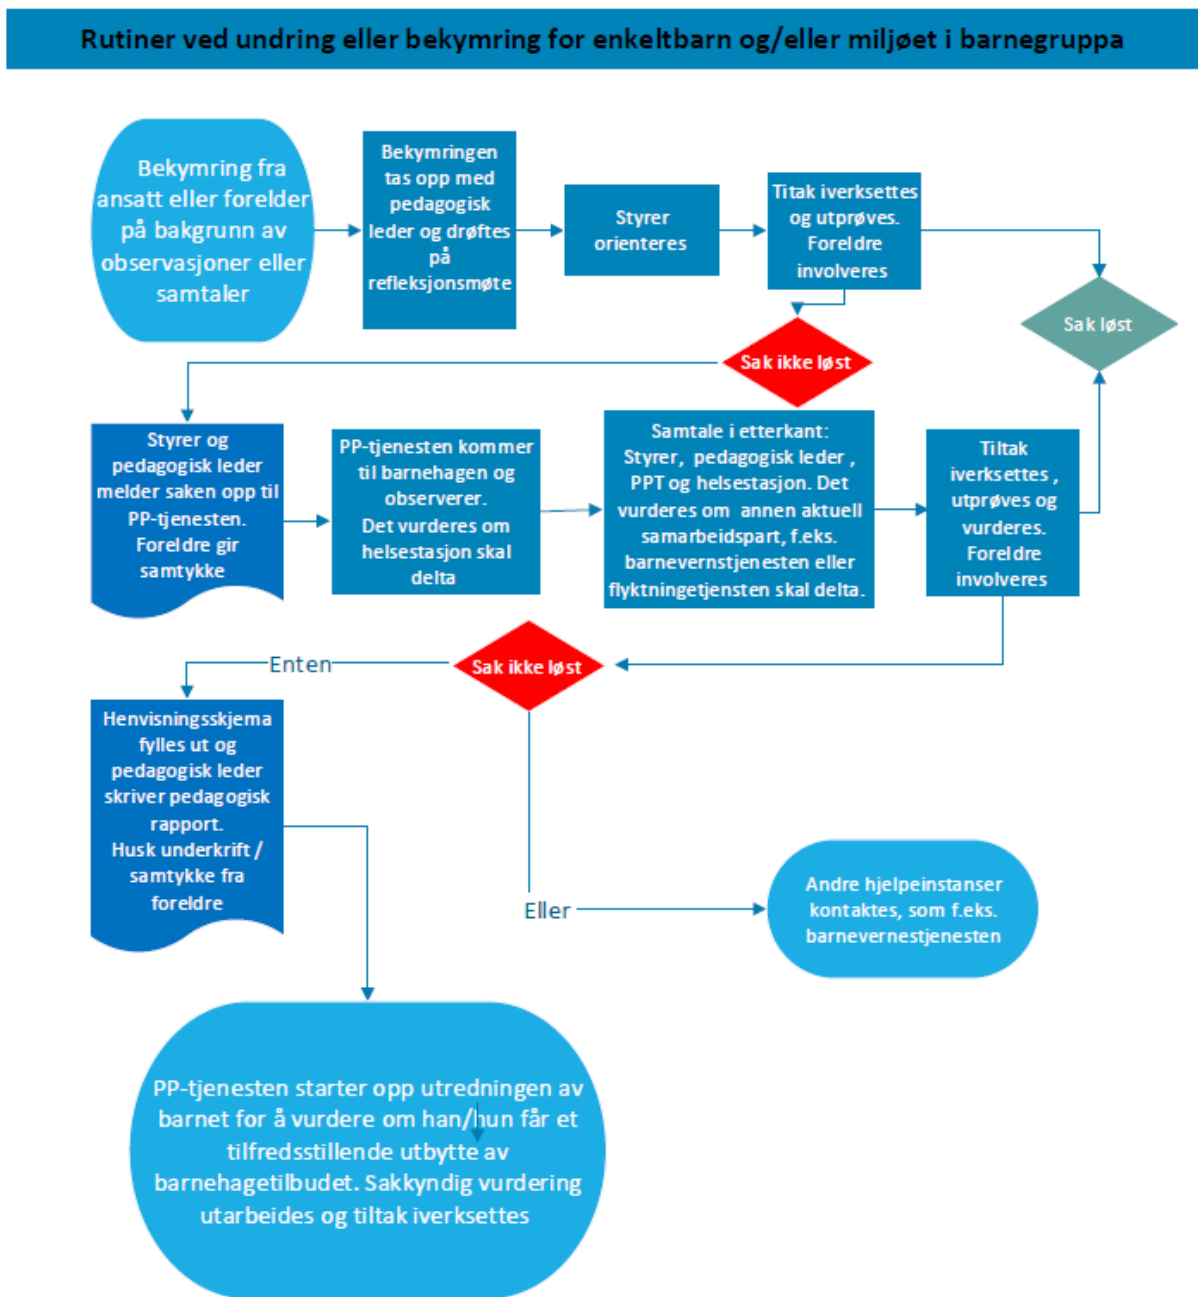 Rutiner ved undring eller bekymring for enkeltbarn og/eller miljøet i barnegruppa
Bekymring fra
ansatt eller forelder
på bakgrunn av
observasjoner eller
samtaler
Bekymringen
tas opp med
pedagogisk
leder og drøftes
på
refleksjonsmøte
Styrer
orienteres
Titak iverksettes
og utprøves.
Foreldre
involveres
Sak løst
Sak ikke løst
Styrer og
pedagogisk leder
melder saken opp til
PP-tjenesten.
Foreldre gir
samtykke
PP-tjenesten kommer
til barnehagen og
observerer.
Det vurderes om
helsestasjon skal
delta
Samtale i etterkant:
Styrer, pedagogisk leder ,
PPT og helsestasjon. Det
vurderes om annen aktuell
samarbeidspart, f.eks.
barnevernstjenesten eller
flyktningetjensten skal delta.
Tiltak
iverksettes ,
utprøves og
vurderes.
Foreldre
involveres
Sak ikke løst
Enten
Henvisningsskjema
fylles ut og
pedagogisk leder
skriver pedagogisk
rapport.
Husk underkrift /
samtykke fra
foreldre
Eller
Andre hjelpeinstanser
kontaktes, som f.eks.
barnevernestjenesten
PP-tjenesten starter opp utredningen av
barnet for å vurdere om han/hun får et
tilfredsstillende utbytte av
barnehagetilbudet. Sakkyndig vurdering
utarbeides og tiltak iverksettes